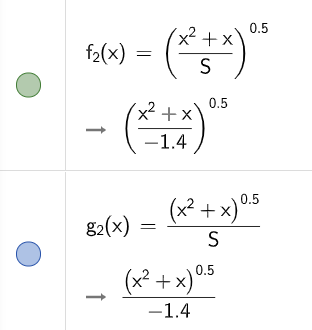 f₂(x) = ((x² + x)/S)^0.5
→ ((x² + x)/−1.4)^0.5
g₂(x) = (x² + x)^0.5/S
→ (x² + x)^0.5/−1.4